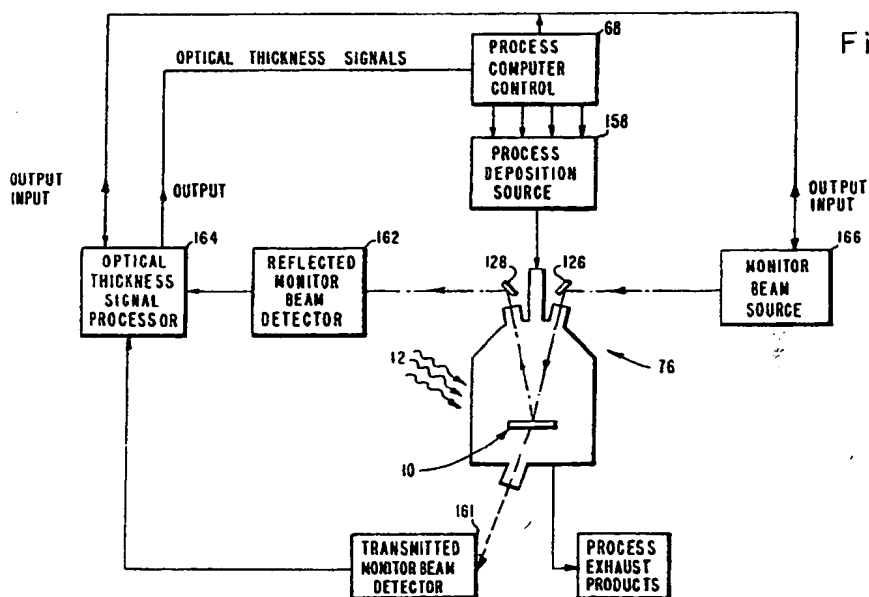 68
Fi
OPTICAL THICKNESS SIGNALS
PROCESS
COMPUTER
CONTROL
158
PROCESS
DEPOSITION
SOURCE
OUTPUT
INPUT
OUTPUT
OUTPUT
INPUT
164
162
128
126
166
OPTICAL
THICKNESS
SIGNAL
PROCESSOR
REFLECTED
MONITOR
BEAM
DETECTOR
MONITOR
BEAM
SOURCE
12
76
10
161
TRANSMITTED
MONITOR BEAM
DETECTOR
PROCESS
EXHAUST
PRODUCTS